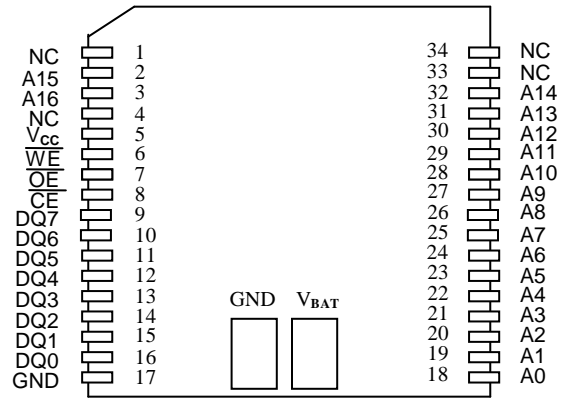 NC 1 34 NC
A15 2 33 NC
A16 3 32 A14
NC 4 31 A13
Vcc 5 30 A12
WE 6 29 A11
OE 7 28 A10
CE 8 27 A9
DQ7 9 26 A8
DQ6 10 25 A7
DQ5 11 24 A6
DQ4 12 23 A5
DQ3 13 22 A4
DQ2 14 21 A3
DQ1 15 20 A2
DQ0 16 19 A1
GND 17 18 A0
GND VBAT